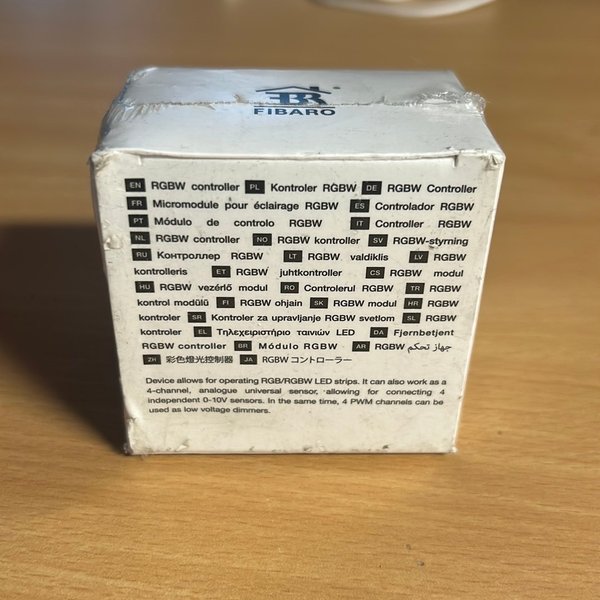 FIBARO
EN RGBW controller PL Kontroler RGBW DE RGBW Controller
FR Micromodule pour éclairage RGBW ES Controlador RGBW
PT Módulo de controlo RGBW IT Controller RGBW
NL RGBW controller NO RGBW kontroller SV RGBW-styrning
RU Контроллер RGBW LT RGBW valdiklis LV RGBW
kontrolleris ET RGBW juhtkontroller CS RGBW modul
HU RGBW vezérlő modul RO Controlerul RGBW TR RGBW
kontrol modülü FI RGBW ohjain SK RGBW modul HR RGBW
kontroler SR Kontroler za upravljanje RGBW svetlom SL RGBW
kontroler EL Τηλεχειριστήριο ταινιών LED DA Fjernbetjent
RGBW controller BR Módulo RGBW AR RGBW جهاز تحكم
ZH 彩色燈光控制器 JA RGBW コントローラー
Device allows for operating RGB/RGBW LED strips. It can also work as a
4-channel, analogue universal sensor, allowing for connecting 4
independent 0-10V sensors. In the same time, 4 PWM channels can be
used as low voltage dimmers.